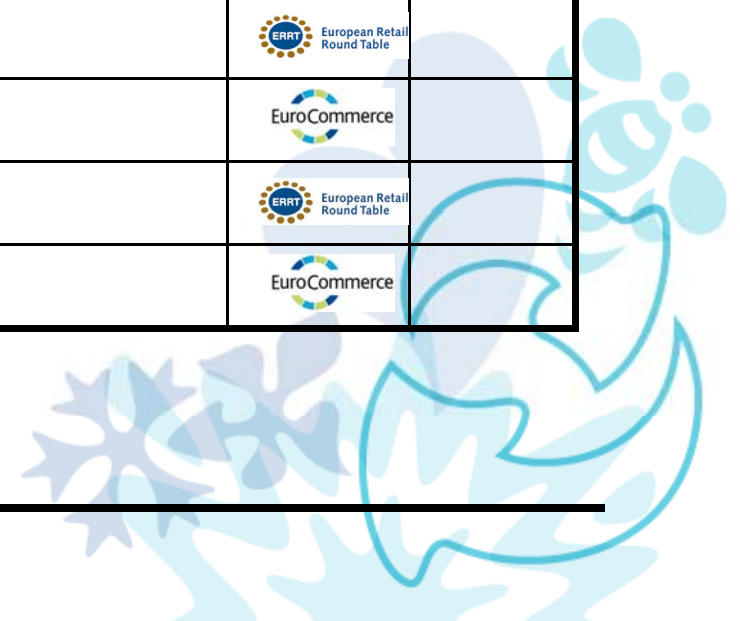 ERRT European Retail
Round Table
EuroCommerce
ERRT European Retail
Round Table
EuroCommerce